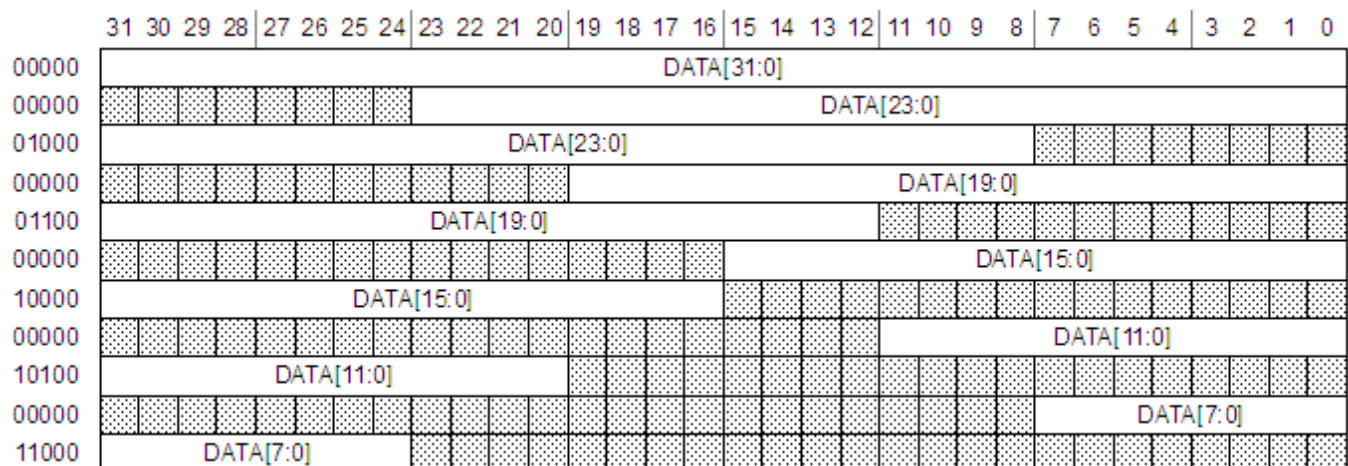 31 30 29 28 27 26 25 24 23 22 21 20 19 18 17 16 15 14 13 12 11 10 9 8 7 6 5 4 3 2 1 0
00000 DATA[31:0]
00000 DATA[23:0]
01000 DATA[23:0]
00000 DATA[19:0]
01100 DATA[19:0]
00000 DATA[15:0]
10000 DATA[15:0]
00000 DATA[11:0]
10100 DATA[11:0]
00000 DATA[7:0]
11000 DATA[7:0]